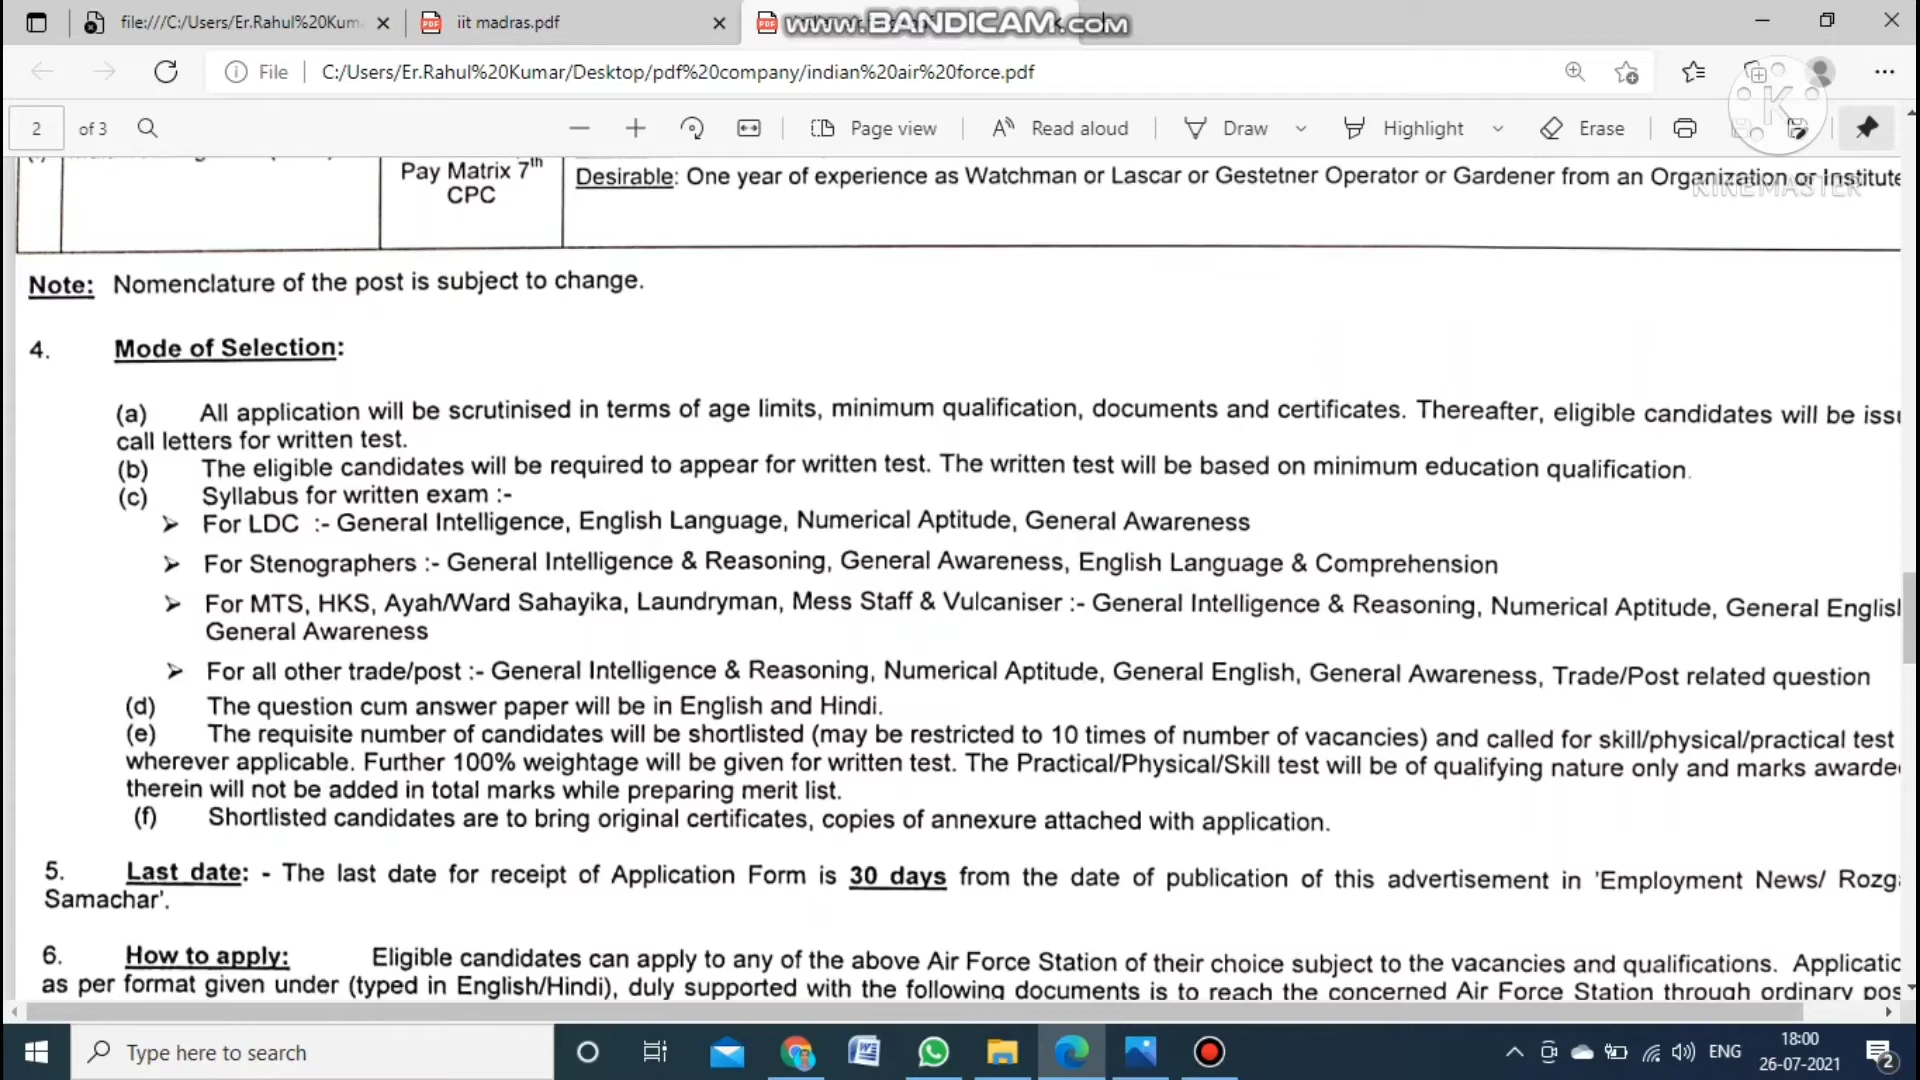 file:///C:/Users/Er.Rahul%20Kum
iit madras.pdf
www.BANDICAM.com
File
C:/Users/Er.Rahul%20Kumar/Desktop/pdf%20company/indian%20air%20force.pdf
2 of 3
Page view
Read aloud
Draw
Highlight
Erase
K
KINEMASTER
Pay Matrix 7th
CPC
Desirable: One year of experience as Watchman or Lascar or Gestetner Operator or Gardener from an Organization or Institute
Note: Nomenclature of the post is subject to change.
4. Mode of Selection:
(a) All application will be scrutinised in terms of age limits, minimum qualification, documents and certificates. Thereafter, eligible candidates will be issu
call letters for written test.
(b) The eligible candidates will be required to appear for written test. The written test will be based on minimum education qualification.
(c) Syllabus for written exam :-
➤ For LDC :- General Intelligence, English Language, Numerical Aptitude, General Awareness
➤ For Stenographers :- General Intelligence & Reasoning, General Awareness, English Language & Comprehension
➤ For MTS, HKS, Ayah/Ward Sahayika, Laundryman, Mess Staff & Vulcaniser :- General Intelligence & Reasoning, Numerical Aptitude, General Englis
General Awareness
➤ For all other trade/post :- General Intelligence & Reasoning, Numerical Aptitude, General English, General Awareness, Trade/Post related question
(d) The question cum answer paper will be in English and Hindi.
(e) The requisite number of candidates will be shortlisted (may be restricted to 10 times of number of vacancies) and called for skill/physical/practical test
wherever applicable. Further 100% weightage will be given for written test. The Practical/Physical/Skill test will be of qualifying nature only and marks awarde
therein will not be added in total marks while preparing merit list.
(f) Shortlisted candidates are to bring original certificates, copies of annexure attached with application.
5. Last date: - The last date for receipt of Application Form is 30 days from the date of publication of this advertisement in 'Employment News/ Rozg
Samachar'.
6. How to apply: Eligible candidates can apply to any of the above Air Force Station of their choice subject to the vacancies and qualifications. Applicatio
as per format given under (typed in English/Hindi), duly supported with the following documents is to reach the concerned Air Force Station through ordinary pos
Type here to search
ENG
18:00
26-07-2021
2